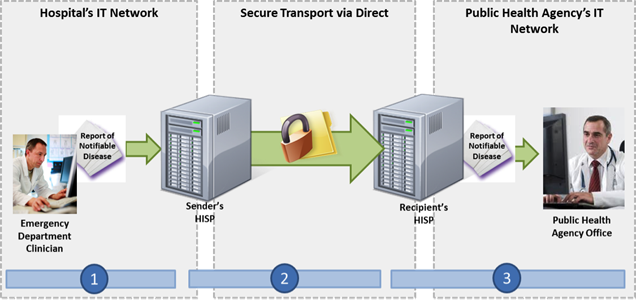 Hospital's IT Network
Secure Transport via Direct
Public Health Agency's IT
Network
Report of
Notifiable
Disease
Report of
Notifiable
Disease
Sender's
HISP
Recipient's
HISP
Emergency
Department
Clinician
Public Health
Agency Office
1
2
3